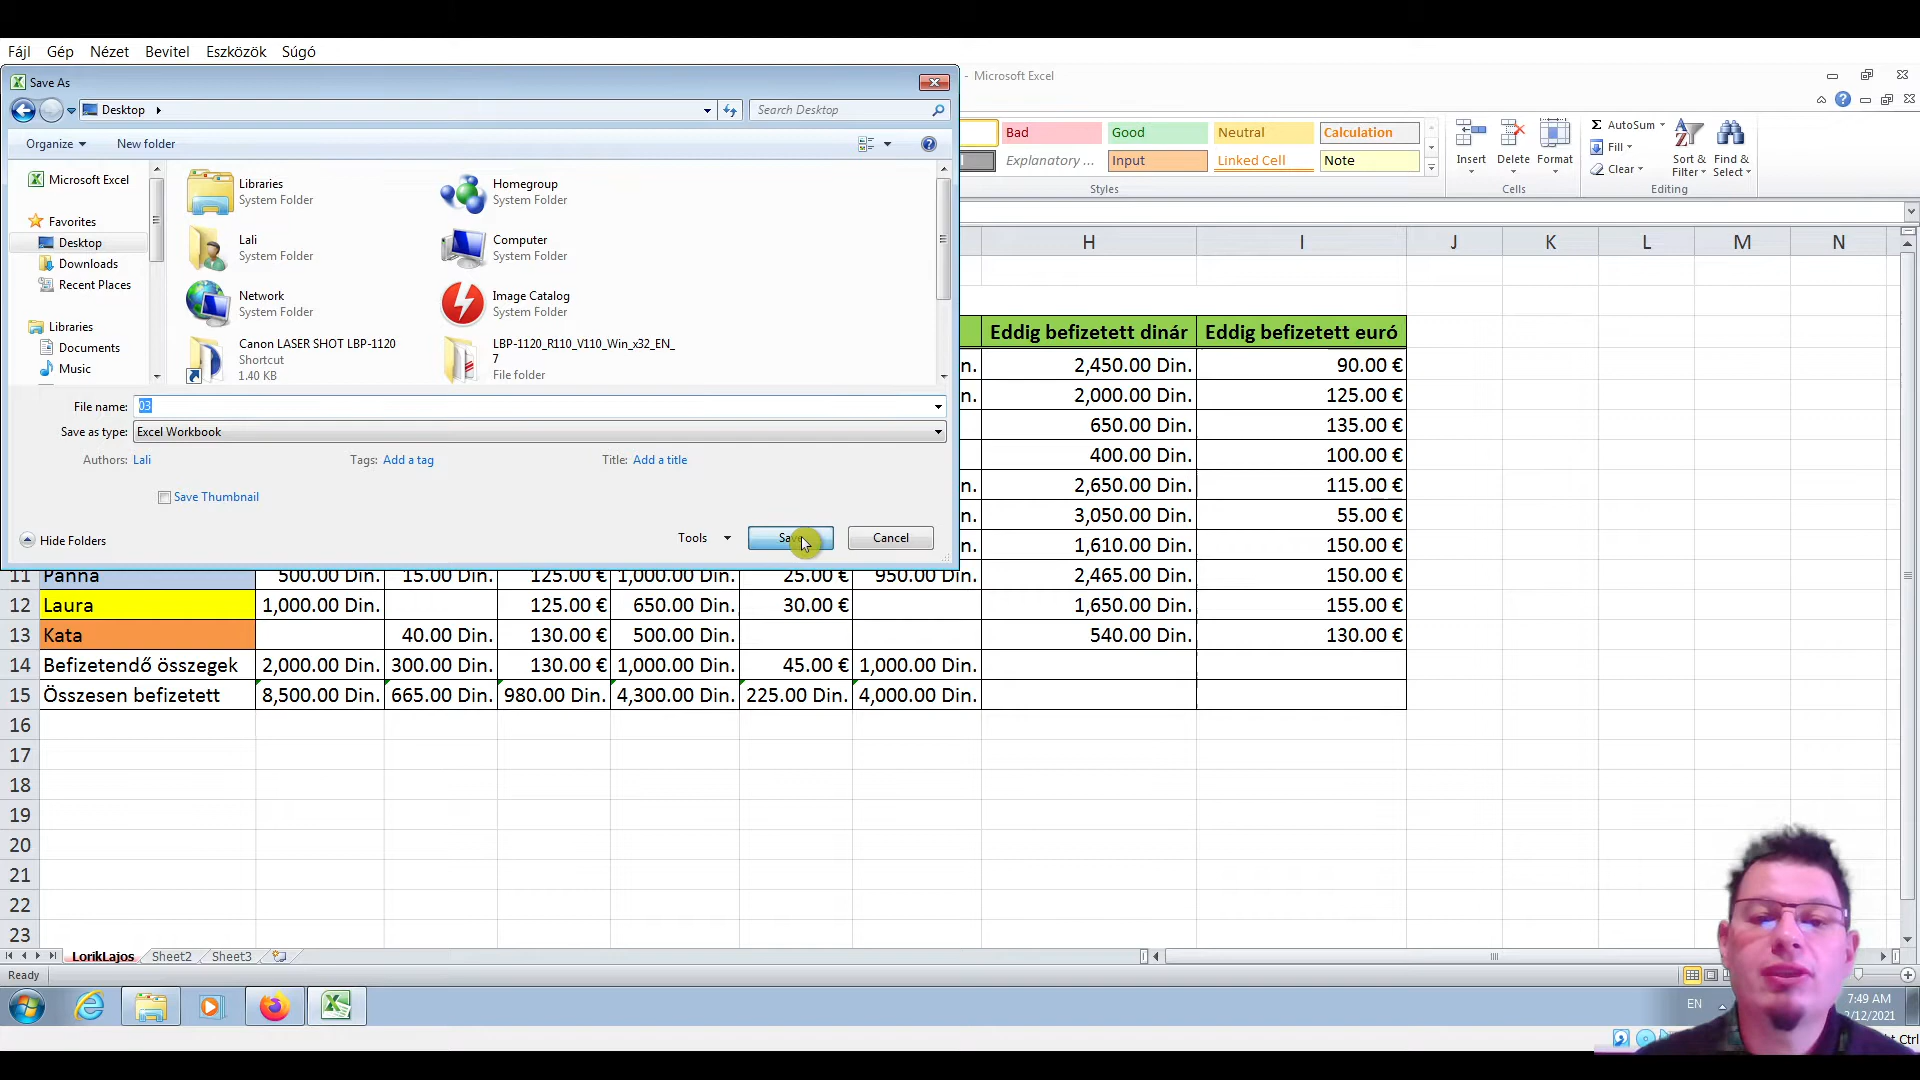 Fájl Gép Nézet Bevitel Eszközök Súgó
Save As
- Microsoft Excel
Desktop
Search Desktop
Organize New folder
Microsoft Excel
Favorites
Desktop
Downloads
Recent Places
Libraries
Documents
Music
Libraries
System Folder
Homegroup
System Folder
Lali
System Folder
Computer
System Folder
Network
System Folder
Image Catalog
System Folder
Canon LASER SHOT LBP-1120
Shortcut
1.40 KB
LBP-1120_R110_V110_Win_x32_EN_
7
File folder
File name: 03
Save as type: Excel Workbook
Authors: Lali Tags: Add a tag Title: Add a title
Save Thumbnail
Hide Folders Tools Save Cancel
Bad Good Neutral Calculation
Explanatory ... Input Linked Cell Note
Styles
Insert Delete Format
Cells
Σ AutoSum
Fill
Clear
Sort & Filter
Find & Select
Editing
H I J K L M N
Eddig befizetett dinár Eddig befizetett euró
n. 2,450.00 Din. 90.00 €
n. 2,000.00 Din. 125.00 €
650.00 Din. 135.00 €
400.00 Din. 100.00 €
n. 2,650.00 Din. 115.00 €
n. 3,050.00 Din. 55.00 €
n. 1,610.00 Din. 150.00 €
11 Panna 500.00 Din. 15.00 Din. 125.00 € 1,000.00 Din. 25.00 € 950.00 Din. 2,465.00 Din. 150.00 €
12 Laura 1,000.00 Din. 125.00 € 650.00 Din. 30.00 € 1,650.00 Din. 155.00 €
13 Kata 40.00 Din. 130.00 € 500.00 Din. 540.00 Din. 130.00 €
14 Befizetendő összegek 2,000.00 Din. 300.00 Din. 130.00 € 1,000.00 Din. 45.00 € 1,000.00 Din.
15 Összesen befizetett 8,500.00 Din. 665.00 Din. 980.00 Din. 4,300.00 Din. 225.00 Din. 4,000.00 Din.
16
17
18
19
20
21
22
23
LorikLajos Sheet2 Sheet3
Ready
EN
7:49 AM
2/12/2021
Ctrl